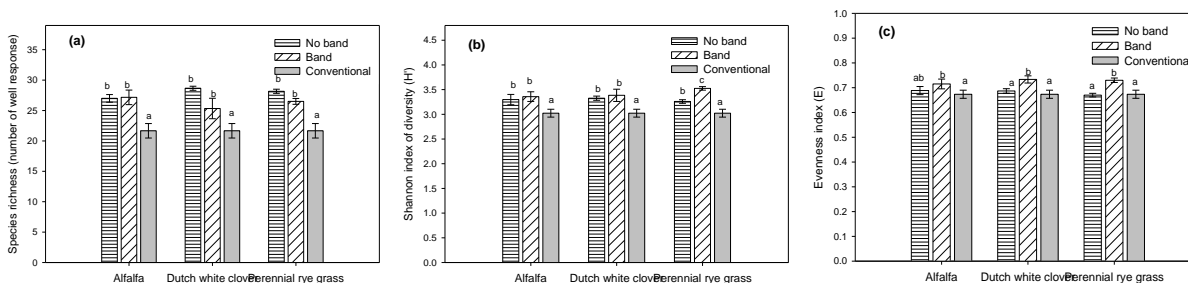 (a)
No band
Band
Conventional
Species richness (number of well response)
35
30
25
20
15
10
5
0
b b a
b b a
b b a
Alfalfa Dutch white clover Perennial rye grass
(b)
No band
Band
Conventional
Shannon index of diversity (H')
4.5
4.0
3.5
3.0
2.5
2.0
1.5
1.0
0.5
0.0
b b a
b b a
b c a
Alfalfa Dutch white clover Perennial rye grass
(c)
No band
Band
Conventional
Evenness index (E)
1.0
0.9
0.8
0.7
0.6
0.5
0.4
0.3
0.2
0.1
0.0
ab b a
a b a
a b a
Alfalfa Dutch white clover Perennial rye grass